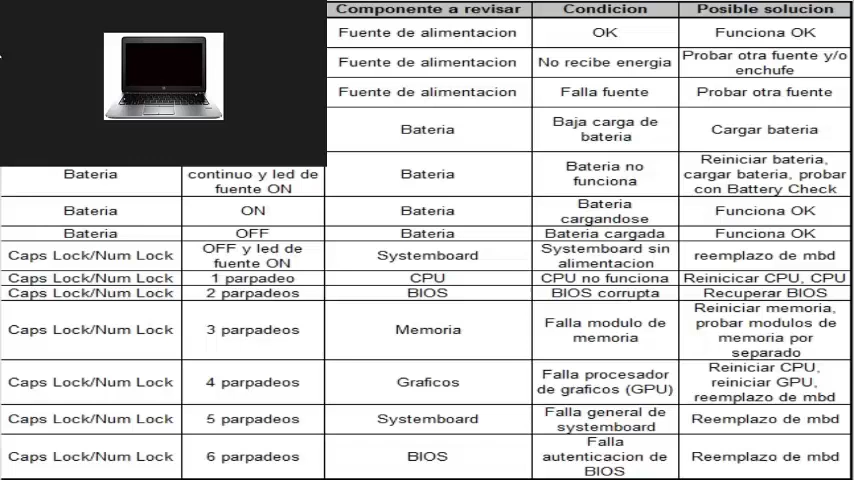 Componente a revisar Condicion Posible solucion
Fuente de alimentacion OK Funciona OK
Fuente de alimentacion No recibe energia Probar otra fuente y/o
enchufe
Fuente de alimentacion Falla fuente Probar otra fuente
Bateria Baja carga de
bateria Cargar bateria
Bateria continuo y led de
fuente ON Bateria Bateria no
funciona Reiniciar bateria,
cargar bateria, probar
con Battery Check
Bateria ON Bateria Bateria
cargandose Funciona OK
Bateria OFF Bateria Bateria cargada Funciona OK
Caps Lock/Num Lock OFF y led de
fuente ON Systemboard Systemboard sin
alimentacion reemplazo de mbd
Caps Lock/Num Lock 1 parpadeo CPU CPU no funciona Reinicicar CPU, CPU
Caps Lock/Num Lock 2 parpadeos BIOS BIOS corrupta Recuperar BIOS
Caps Lock/Num Lock 3 parpadeos Memoria Falla modulo de
memoria Reiniciar memoria,
probar modulos de
memoria por
separado
Caps Lock/Num Lock 4 parpadeos Graficos Falla procesador
de graficos (GPU) Reiniciar CPU,
reiniciar GPU,
reemplazo de mbd
Caps Lock/Num Lock 5 parpadeos Systemboard Falla general de
systemboard Reemplazo de mbd
Caps Lock/Num Lock 6 parpadeos BIOS Falla
autenticacion de
BIOS Reemplazo de mbd